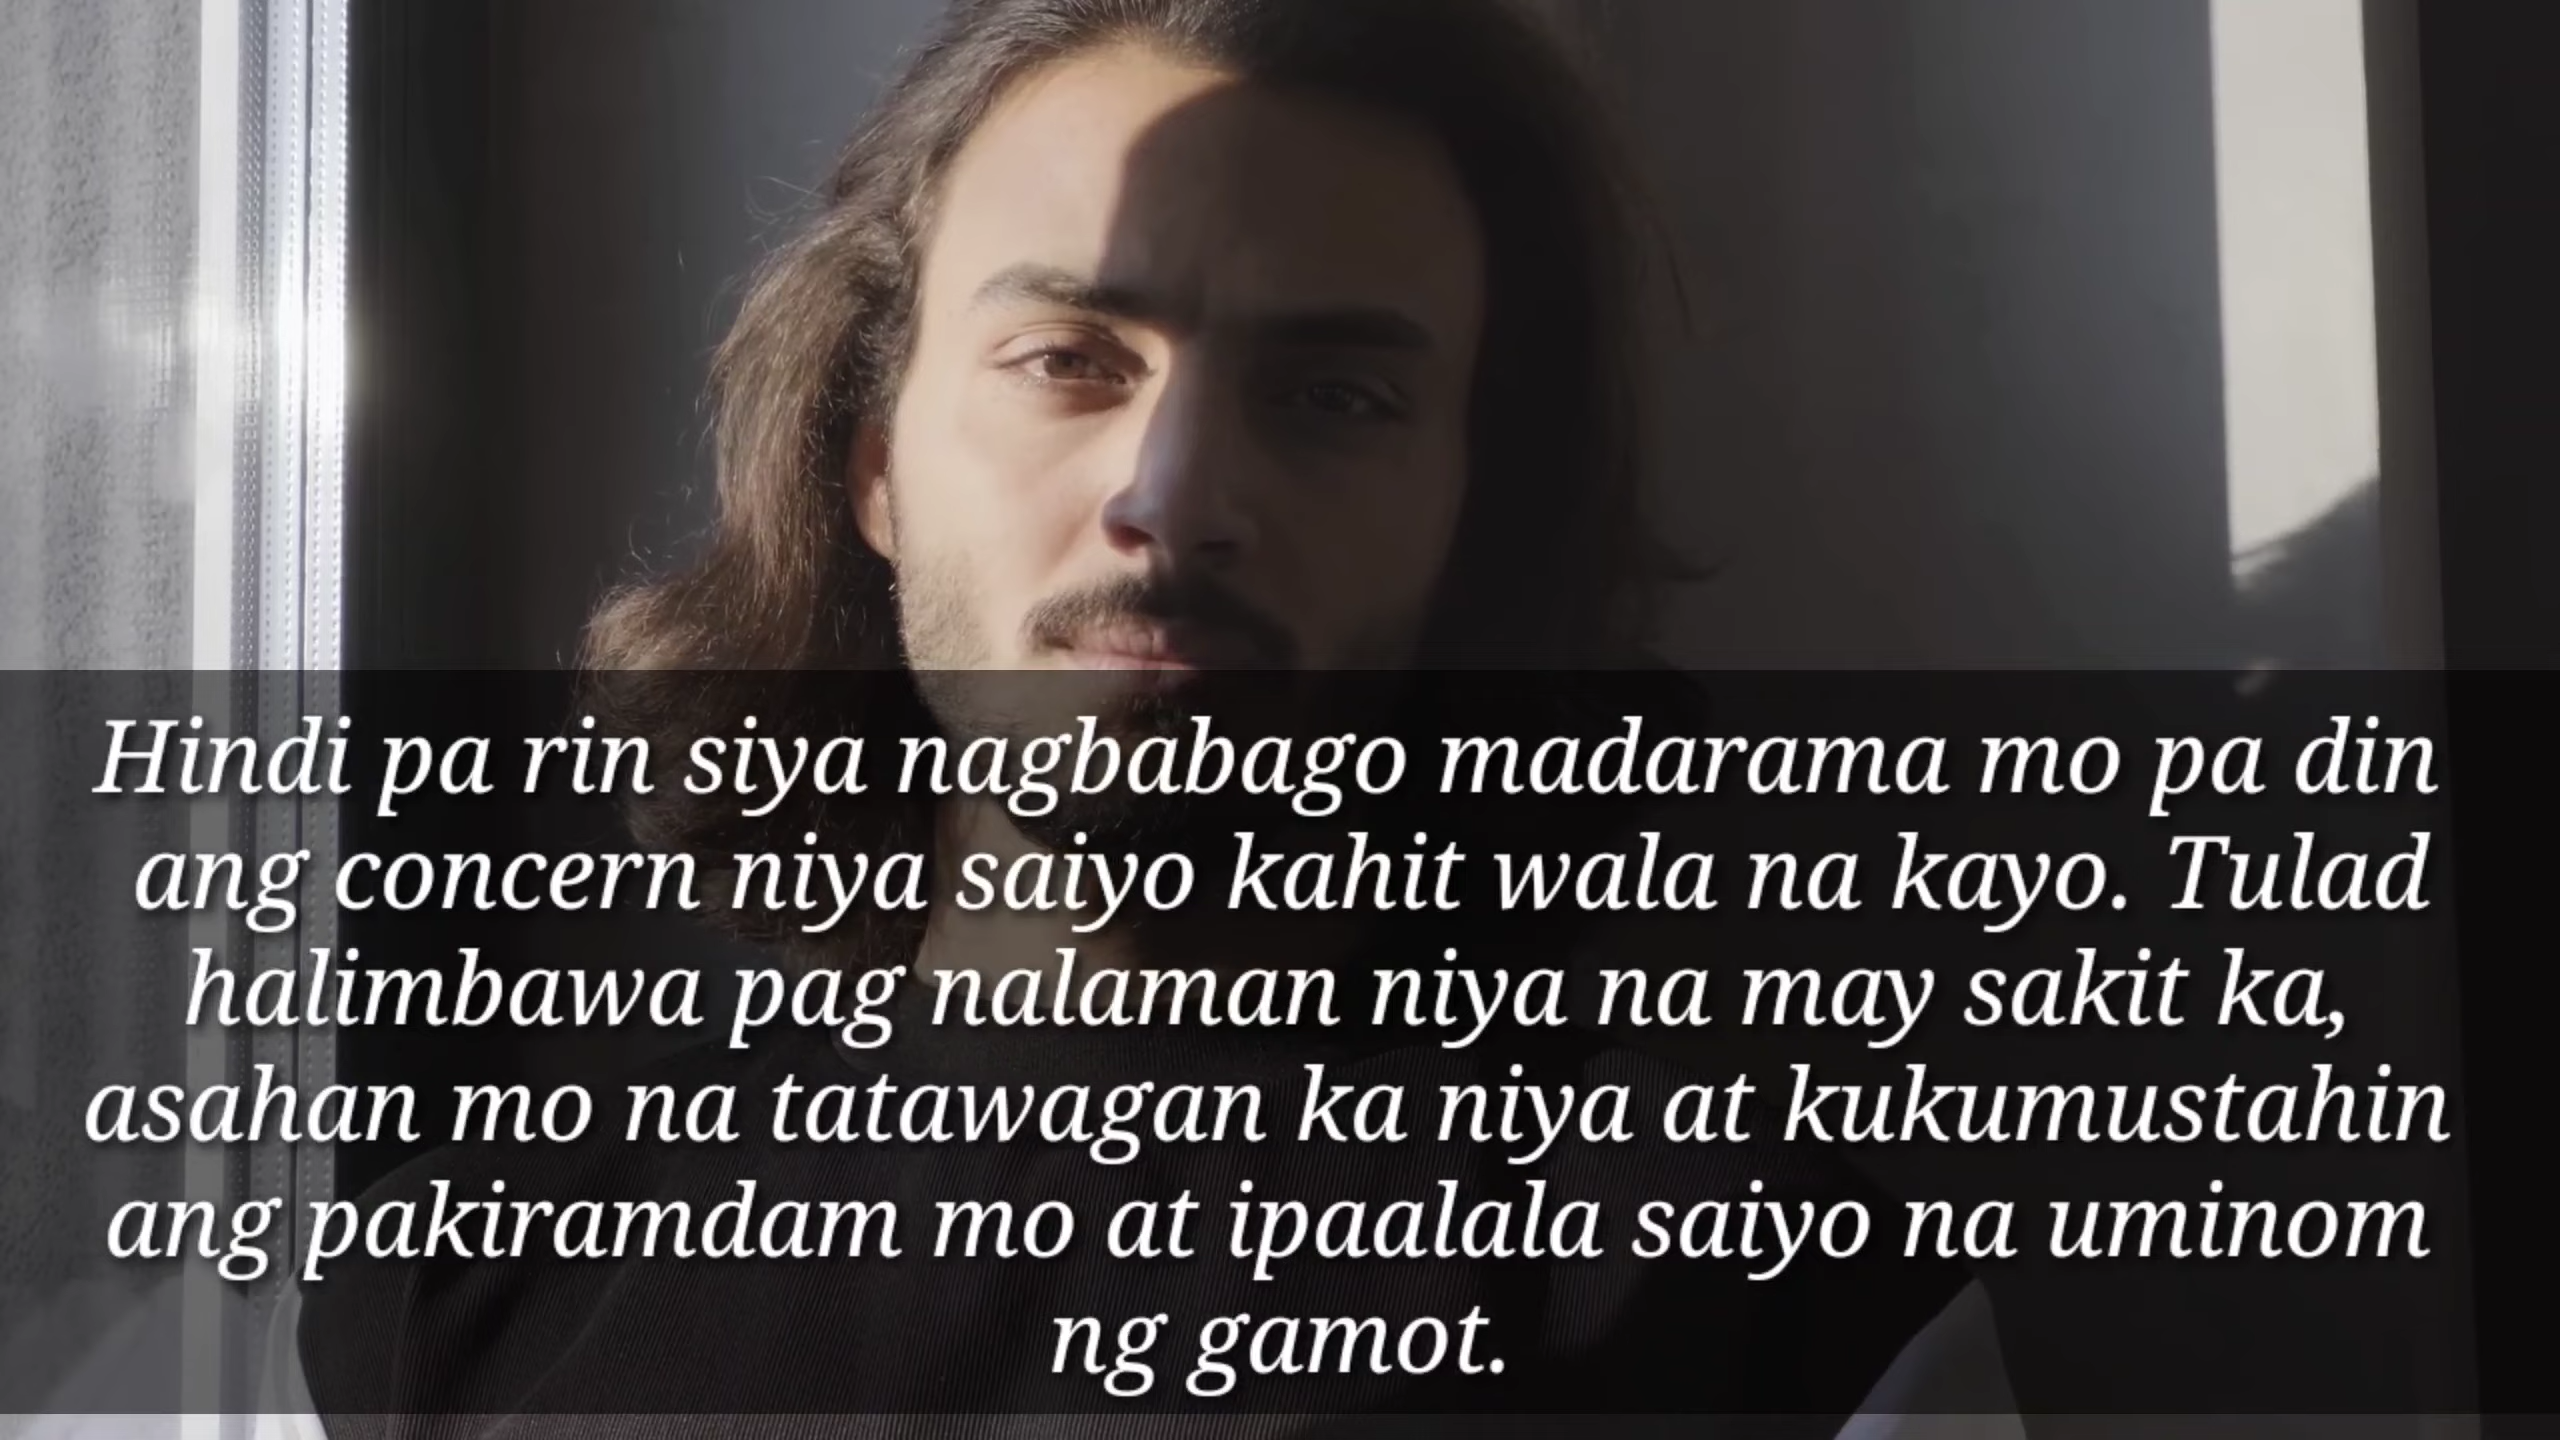 Hindi pa rin siya nagbabago madarama mo pa din
ang concern niya saiyo kahit wala na kayo. Tulad
halimbawa pag nalaman niya na may sakit ka,
asahan mo na tatawagan ka niya at kukumustahin
ang pakiramdam mo at ipaalala saiyo na uminom
ng gamot.